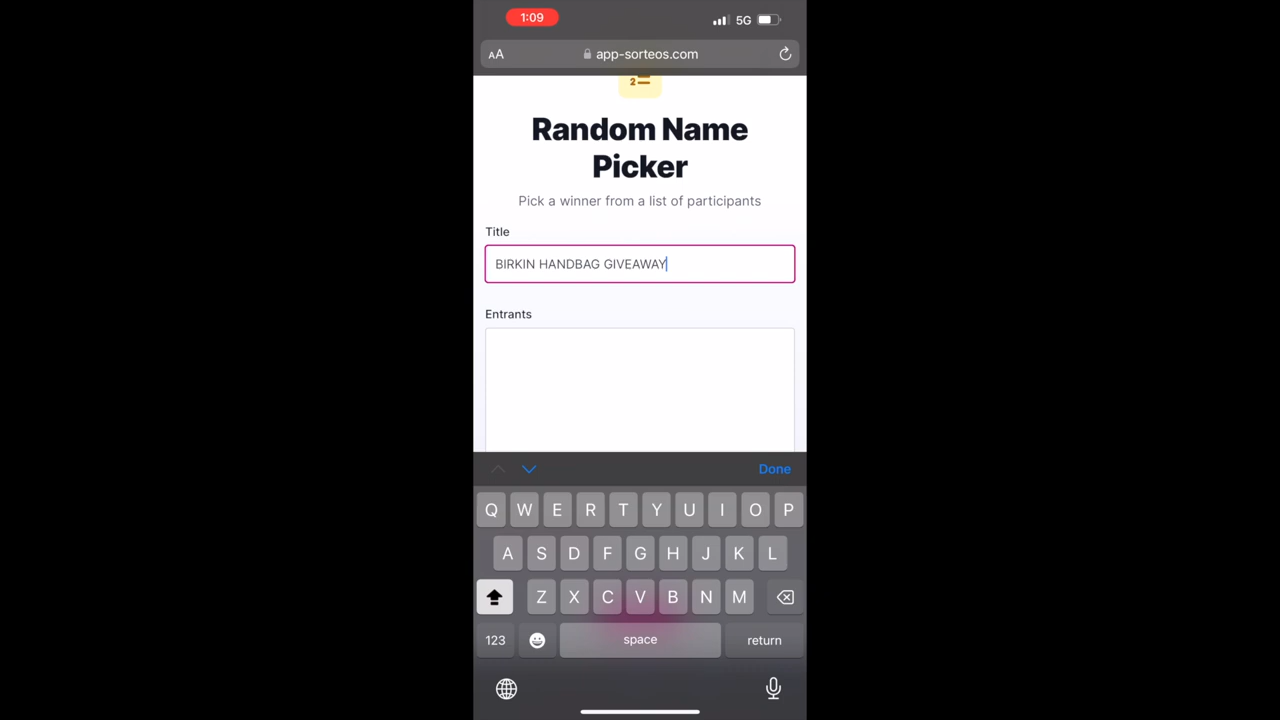 1:09
5G
AA
app-sorteos.com
2
Random Name
Picker
Pick a winner from a list of participants
Title
BIRKIN HANDBAG GIVEAWAY
Entrants
Done
Q W E R T Y U I O P
A S D F G H J K L
Z X C V B N M
123
space
return